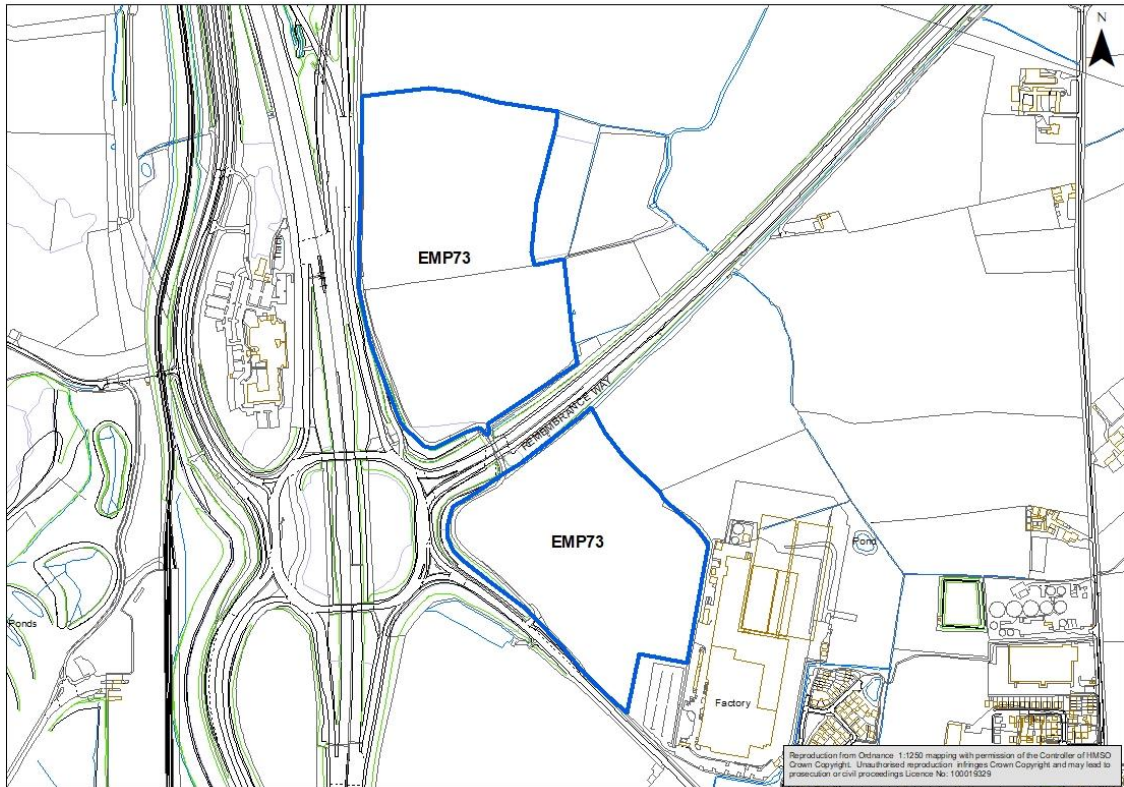 N
EMP73
Track
REMEMBRANCE WAY
EMP73
Pond
Ponds
Factory
Reproduction from Ordnance 1:1250 mapping with permission of the Controller of HMSO
Crown Copyright. Unauthorised reproduction infringes Crown Copyright and may lead to
prosecution or civil proceedings Licence No: 100019329